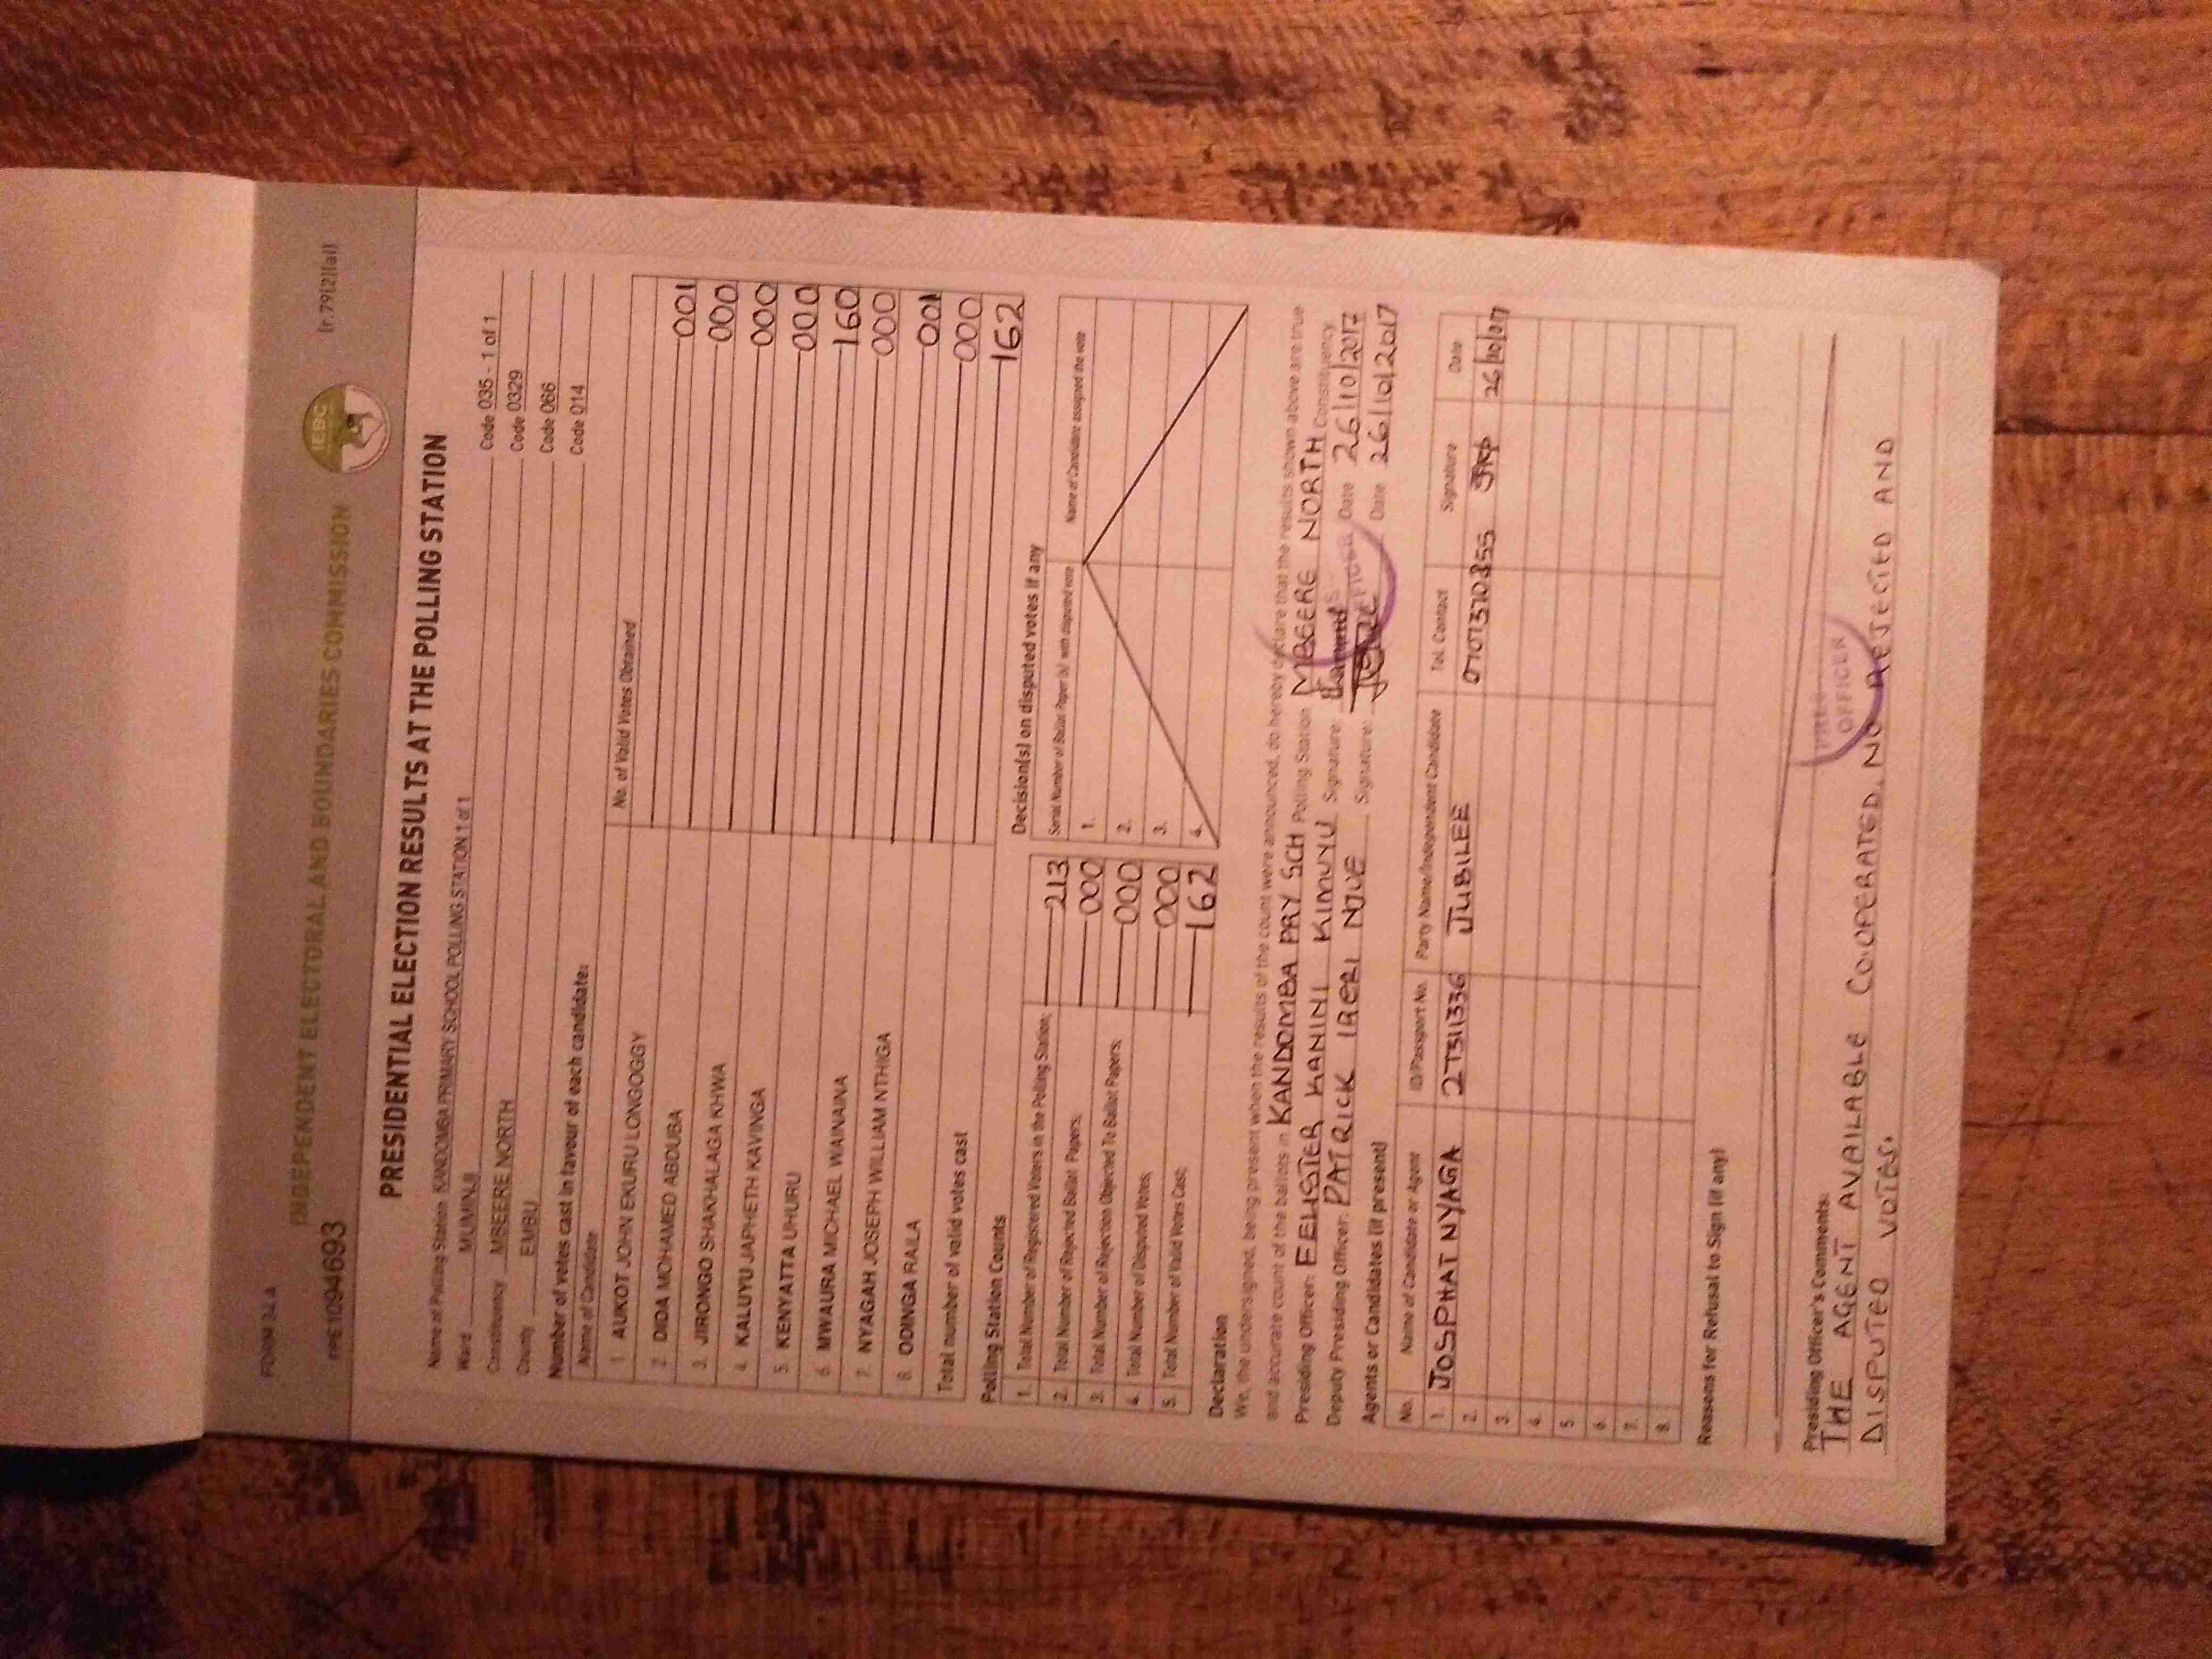 FORM 34 A (r.79(2)(a))
INDEPENDENT ELECTORAL AND BOUNDARIES COMMISSION
IEBC
PPE1094693
PRESIDENTIAL ELECTION RESULTS AT THE POLLING STATION
Name of Polling Station KANDOMBA PRIMARY SCHOOL POLLING STATION 1 of 1 Code 035 - 1 of 1
Ward MUMINJI Code 0329
Constituency MBEERE NORTH Code 066
County EMBU Code 014
Number of votes cast in favour of each candidate:
Name of Candidate No. of Valid Votes Obtained
1. AUKOT JOHN EKURU LONGOGGY 001
2. DIDA MOHAMED ABDUBA 000
3. JIRONGO SHAKHALAGA KHWA 000
4. KALUYU JAPHETH KAVINGA 000
5. KENYATTA UHURU 160
6. MWAURA MICHAEL WAINAINA 000
7. NYAGAH JOSEPH WILLIAM NTHIGA 001
8. ODINGA RAILA 000
Total number of valid votes cast 162
Polling Station Counts
1. Total Number of Registered Voters in the Polling Station; 213
2. Total Number of Rejected Ballot Papers; 000
3. Total Number of Rejection Objected To Ballot Papers; 000
4. Total Number of Disputed Votes; 000
5. Total Number of Valid Votes Cast; 162
Decision(s) on disputed votes if any
Serial Number of Ballot Paper (s) with disputed vote Name of Candidate assigned the vote
1.
2.
3.
4.
Declaration
We, the undersigned, being present when the results of the count were announced, do hereby declare that the results shown above are true
and accurate count of the ballots in KANDOMBA PRY SCH Polling Station MBEERE NORTH Constituency
Presiding Officer: FELISTER KANINI KIMUYU Signature: Date 26/10/2017
Deputy Presiding Officer: PATRICK IRERI NJUE Signature: Date 26/10/2017
OFFICER
Agents or Candidates (if present)
No. Name of Candidate or Agent ID/Passport No. Party Name/Independent Candidate Tel. Contact Signature Date
1. JOSPHAT NYAGA JUBILEE
2.
3.
4.
5.
6.
7.
8.
Reasons for Refusal to Sign (if any)
Presiding Officer's Comments:
OFFICER
THE AGENT AVAILABLE COOPERATED. NO REJECTED AND
DISPUTED VOTES.